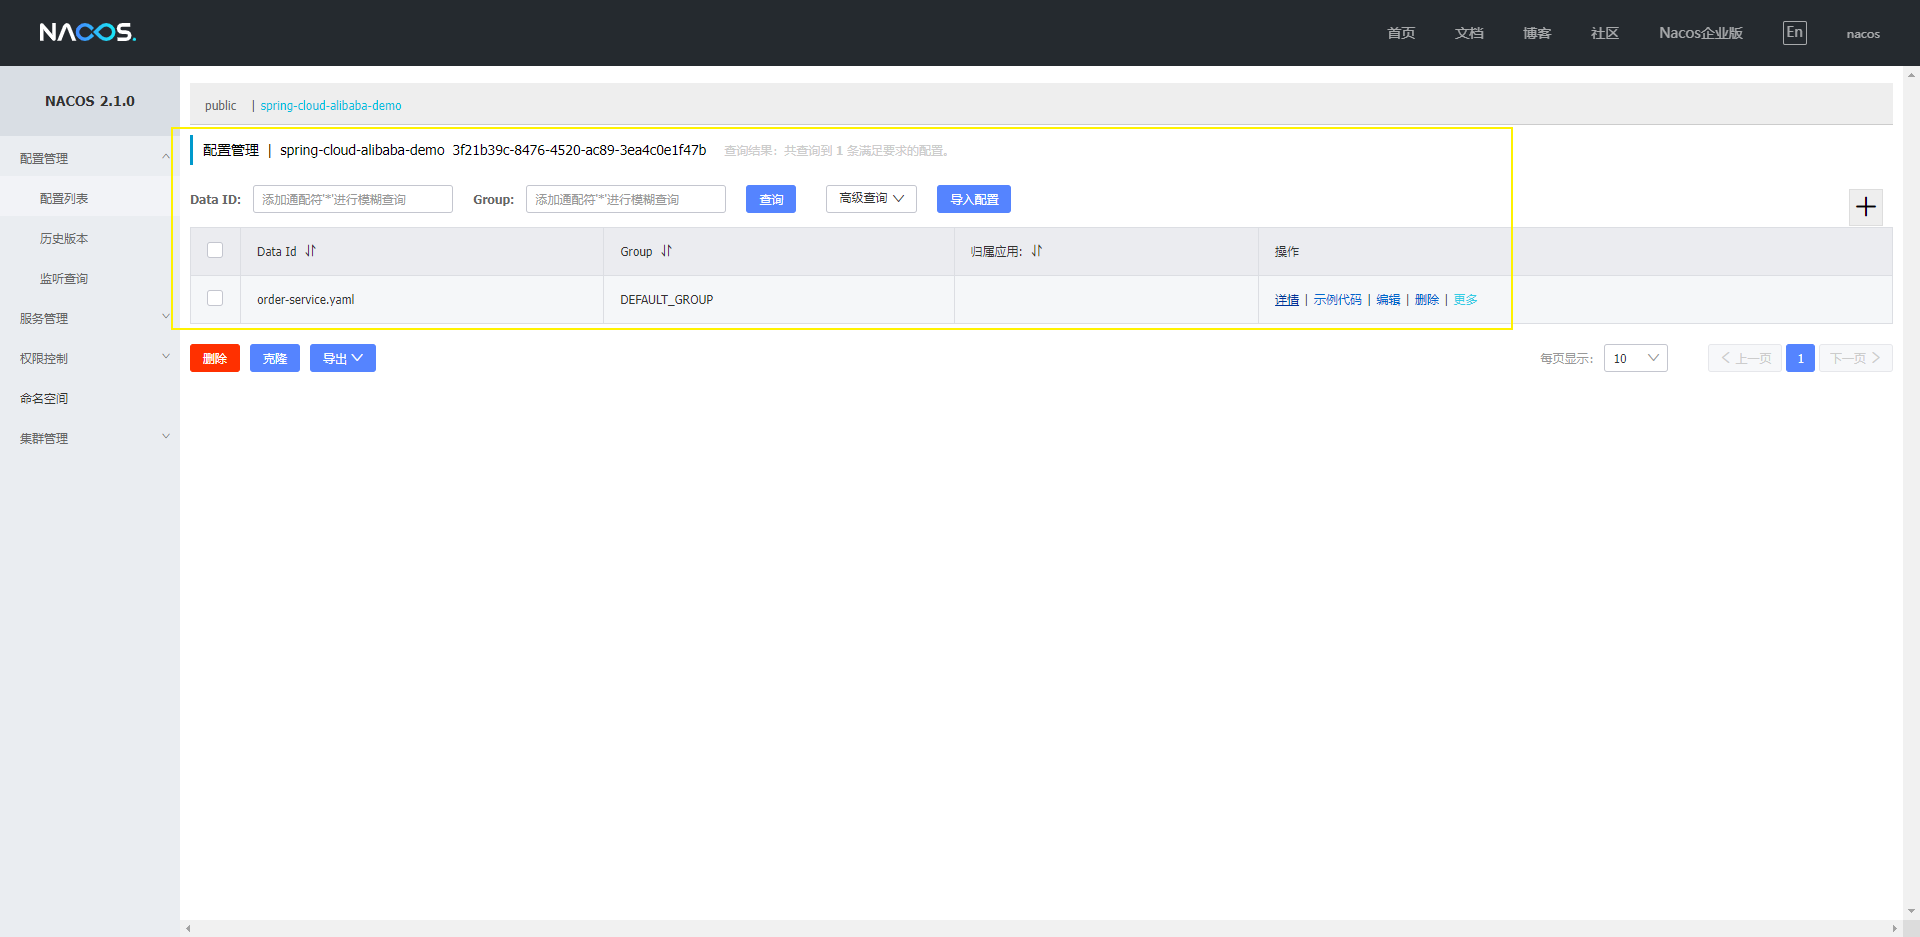 NACOS.
首页 文档 博客 社区 Nacos企业版 En nacos
NACOS 2.1.0
配置管理
配置列表
历史版本
监听查询
服务管理
权限控制
命名空间
集群管理
public | spring-cloud-alibaba-demo
配置管理 | spring-cloud-alibaba-demo 3f21b39c-8476-4520-ac89-3ea4c0e1f47b 查询结果：共查询到 1 条满足要求的配置。
Data ID: 添加通配符'*'进行模糊查询 Group: 添加通配符'*'进行模糊查询 查询 高级查询 导入配置
Data Id Group 归属应用: 操作
order-service.yaml DEFAULT_GROUP 详情 | 示例代码 | 编辑 | 删除 | 更多
删除 克隆 导出 每页显示: 10 上一页 1 下一页